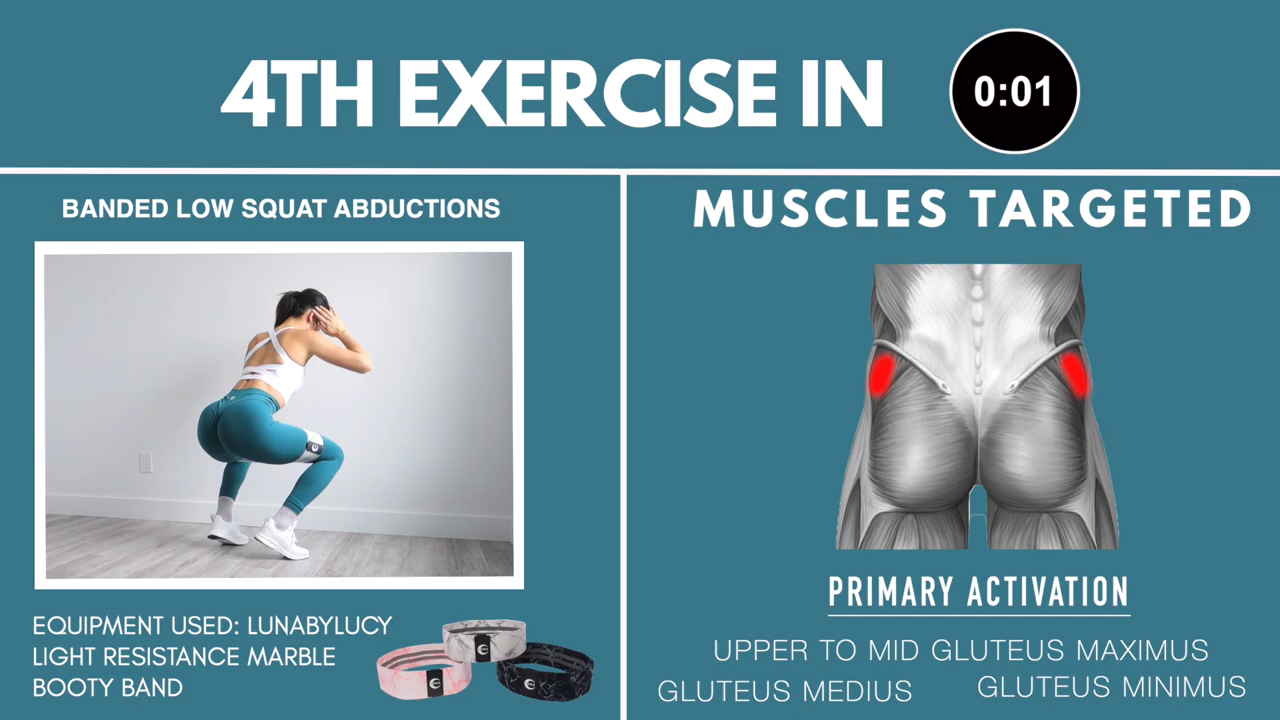 4TH EXERCISE IN
0:01
BANDED LOW SQUAT ABDUCTIONS
EQUIPMENT USED: LUNABYLUCY
LIGHT RESISTANCE MARBLE
BOOTY BAND
MUSCLES TARGETED
PRIMARY ACTIVATION
UPPER TO MID GLUTEUS MAXIMUS
GLUTEUS MEDIUS
GLUTEUS MINIMUS